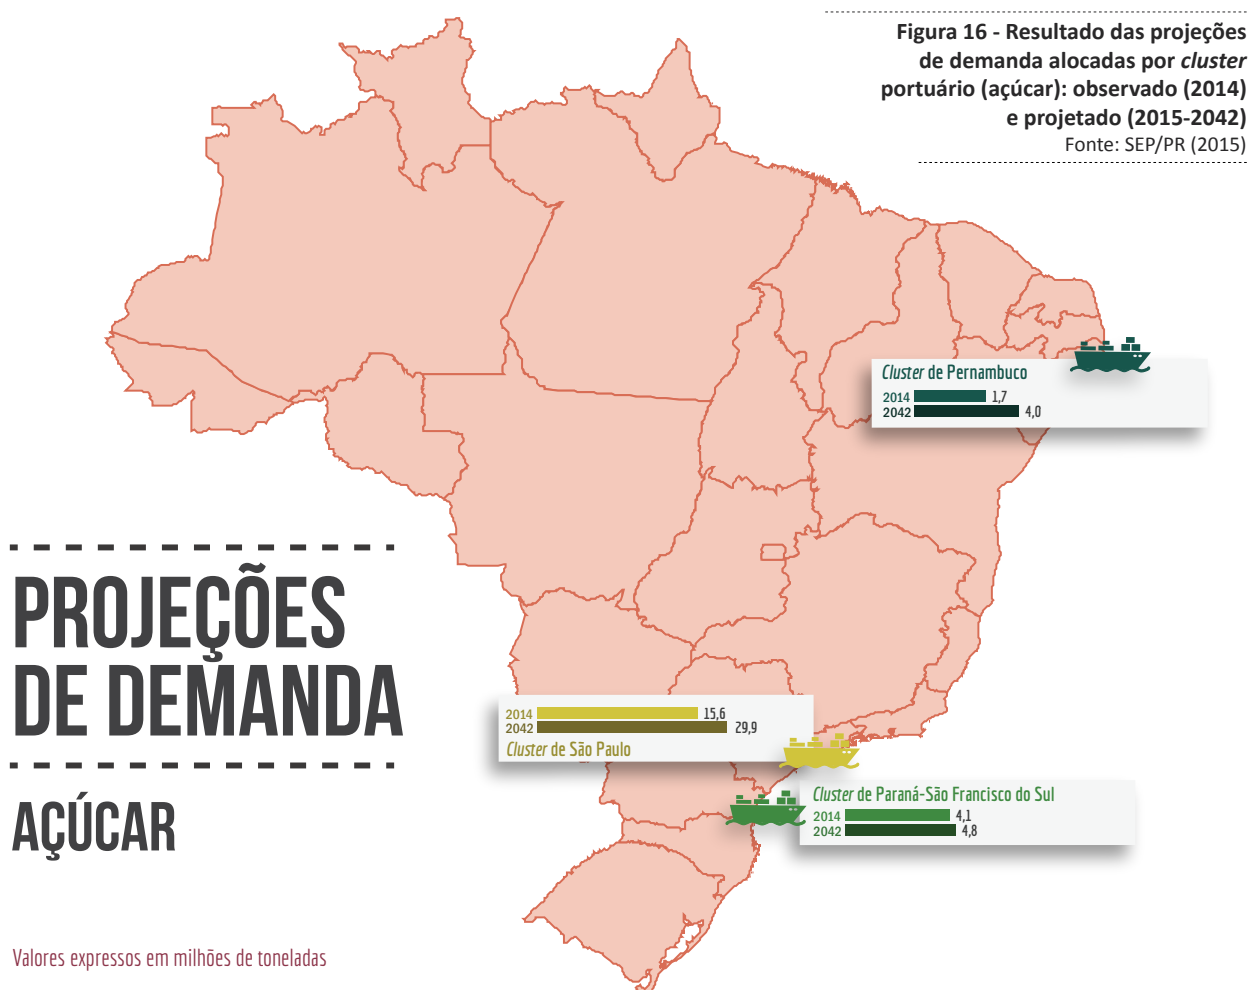 Figura 16 - Resultado das projeções
de demanda alocadas por cluster
portuário (açúcar): observado (2014)
e projetado (2015-2042)
Fonte: SEP/PR (2015)
Cluster de Pernambuco
2014 1,7
2042 4,0
PROJEÇÕES
DE DEMANDA
AÇÚCAR
2014 15,6
2042 29,9
Cluster de São Paulo
Cluster de Paraná-São Francisco do Sul
2014 4,1
2042 4,8
Valores expressos em milhões de toneladas